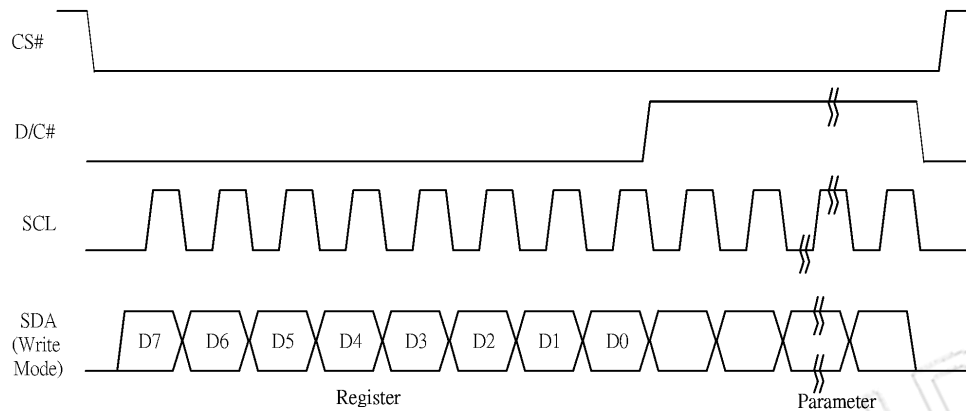 CS#
D/C#
SCL
SDA
(Write
Mode)
D7 D6 D5 D4 D3 D2 D1 D0
Register Parameter